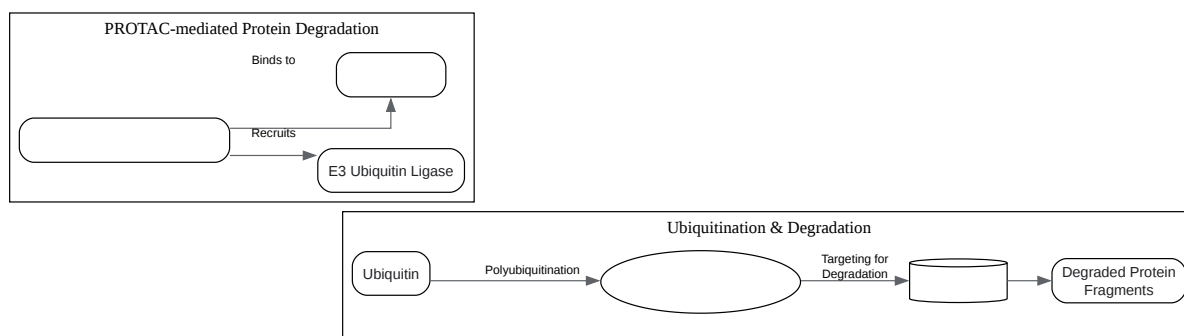 PROTAC-mediated Protein Degradation
Binds to
Recruits
E3 Ubiquitin Ligase
Ubiquitination & Degradation
Ubiquitin
Polyubiquitination
Targeting for
Degradation
Degraded Protein
Fragments